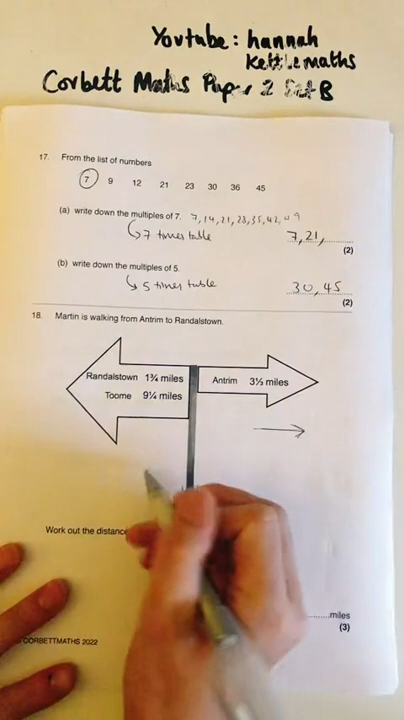 Youtube: hannah
kettlemaths
Corbett Maths Paper 2 Set B
17. From the list of numbers
7 9 12 21 23 30 36 45
(a) write down the multiples of 7. 7, 14, 21, 28, 35, 42, 49
7 times table 7, 21,
(2)
(b) write down the multiples of 5.
5 times table 30, 45
(2)
18. Martin is walking from Antrim to Randalstown.
Randalstown 1¾ miles
Toome 9¼ miles
Antrim 3⅓ miles
Work out the distance
miles
(3)
CORBETTMATHS 2022